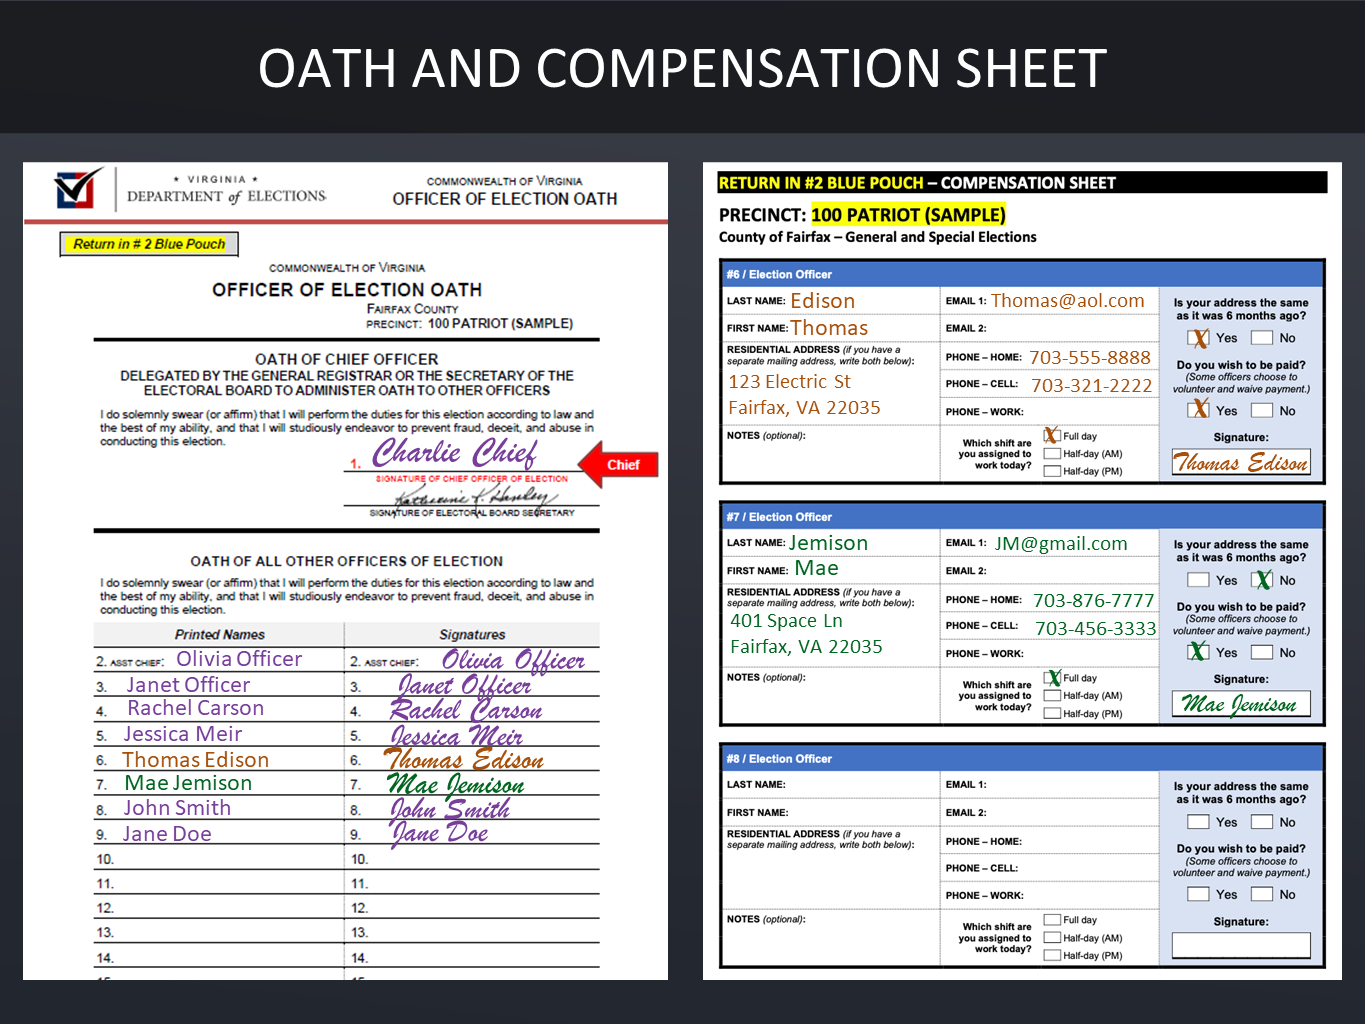 OATH AND COMPENSATION SHEET
★ VIRGINIA ★
DEPARTMENT of ELECTIONS
COMMONWEALTH OF VIRGINIA
OFFICER OF ELECTION OATH
Return in # 2 Blue Pouch
COMMONWEALTH OF VIRGINIA
OFFICER OF ELECTION OATH
FAIRFAX COUNTY
PRECINCT: 100 PATRIOT (SAMPLE)
OATH OF CHIEF OFFICER
DELEGATED BY THE GENERAL REGISTRAR OR THE SECRETARY OF THE
ELECTORAL BOARD TO ADMINISTER OATH TO OTHER OFFICERS
I do solemnly swear (or affirm) that I will perform the duties for this election according to law and
the best of my ability, and that I will studiously endeavor to prevent fraud, deceit, and abuse in
conducting this election.
1. Charlie Chief
Chief
SIGNATURE OF CHIEF OFFICER OF ELECTION
Katherine K. Hanley
SIGNATURE OF ELECTORAL BOARD SECRETARY
OATH OF ALL OTHER OFFICERS OF ELECTION
I do solemnly swear (or affirm) that I will perform the duties for this election according to law and
the best of my ability, and that I will studiously endeavor to prevent fraud, deceit, and abuse in
conducting this election.
Printed Names Signatures
2. ASST CHIEF: Olivia Officer 2. ASST CHIEF: Olivia Officer
3. Janet Officer 3. Janet Officer
4. Rachel Carson 4. Rachel Carson
5. Jessica Meir 5. Jessica Meir
6. Thomas Edison 6. Thomas Edison
7. Mae Jemison 7. Mae Jemison
8. John Smith 8. John Smith
9. Jane Doe 9. Jane Doe
10. 10.
11. 11.
12. 12.
13. 13.
14. 14.
RETURN IN #2 BLUE POUCH – COMPENSATION SHEET
PRECINCT: 100 PATRIOT (SAMPLE)
County of Fairfax – General and Special Elections
#6 / Election Officer
LAST NAME: Edison
FIRST NAME: Thomas
RESIDENTIAL ADDRESS (if you have a
separate mailing address, write both below):
123 Electric St
Fairfax, VA 22035
NOTES (optional):
EMAIL 1: Thomas@aol.com
EMAIL 2:
PHONE – HOME: 703-555-8888
PHONE – CELL: 703-321-2222
PHONE – WORK:
Which shift are
you assigned to
work today?
X Full day
Half-day (AM)
Half-day (PM)
Is your address the same
as it was 6 months ago?
X Yes No
Do you wish to be paid?
(Some officers choose to
volunteer and waive payment.)
X Yes No
Signature:
Thomas Edison
#7 / Election Officer
LAST NAME: Jemison
FIRST NAME: Mae
RESIDENTIAL ADDRESS (if you have a
separate mailing address, write both below):
401 Space Ln
Fairfax, VA 22035
NOTES (optional):
EMAIL 1: JM@gmail.com
EMAIL 2:
PHONE – HOME: 703-876-7777
PHONE – CELL: 703-456-3333
PHONE – WORK:
Which shift are
you assigned to
work today?
X Full day
Half-day (AM)
Half-day (PM)
Is your address the same
as it was 6 months ago?
Yes X No
Do you wish to be paid?
(Some officers choose to
volunteer and waive payment.)
X Yes No
Signature:
Mae Jemison
#8 / Election Officer
LAST NAME:
FIRST NAME:
RESIDENTIAL ADDRESS (if you have a
separate mailing address, write both below):
NOTES (optional):
EMAIL 1:
EMAIL 2:
PHONE – HOME:
PHONE – CELL:
PHONE – WORK:
Which shift are
you assigned to
work today?
Full day
Half-day (AM)
Half-day (PM)
Is your address the same
as it was 6 months ago?
Yes No
Do you wish to be paid?
(Some officers choose to
volunteer and waive payment.)
Yes No
Signature: